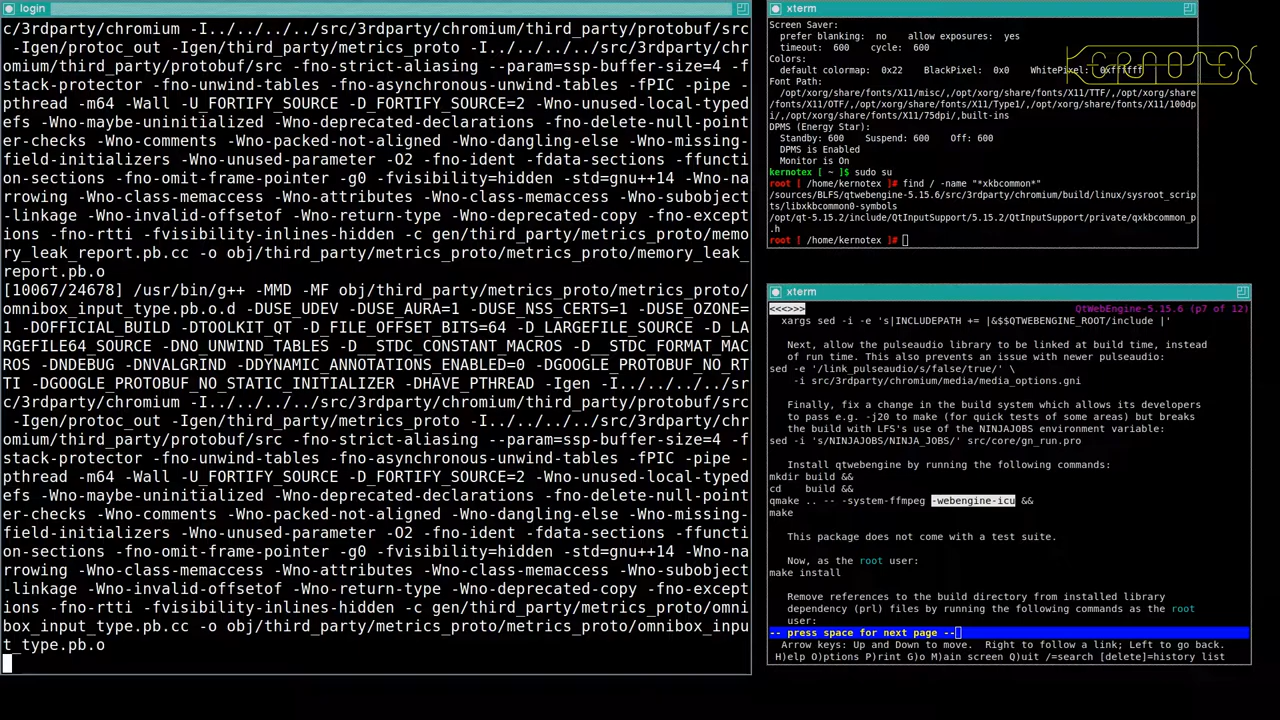 login
c/3rdparty/chromium -I../../../../src/3rdparty/chromium/third_party/protobuf/src
 -Igen/protoc_out -Igen/third_party/metrics_proto -I../../../../src/3rdparty/chr
omium/third_party/protobuf/src -fno-strict-aliasing --param=ssp-buffer-size=4 -f
stack-protector -fno-unwind-tables -fno-asynchronous-unwind-tables -fPIC -pipe -
pthread -m64 -Wall -U_FORTIFY_SOURCE -D_FORTIFY_SOURCE=2 -Wno-unused-local-typed
efs -Wno-maybe-uninitialized -Wno-deprecated-declarations -fno-delete-null-point
er-checks -Wno-comments -Wno-packed-not-aligned -Wno-dangling-else -Wno-missing-
field-initializers -Wno-unused-parameter -O2 -fno-ident -fdata-sections -ffuncti
on-sections -fno-omit-frame-pointer -g0 -fvisibility=hidden -std=gnu++14 -Wno-na
rrowing -Wno-class-memaccess -Wno-attributes -Wno-class-memaccess -Wno-subobject
-linkage -Wno-invalid-offsetof -Wno-return-type -Wno-deprecated-copy -fno-except
ions -fno-rtti -fvisibility-inlines-hidden -c gen/third_party/metrics_proto/memo
ry_leak_report.pb.cc -o obj/third_party/metrics_proto/metrics_proto/memory_leak_
report.pb.o
[10067/24678] /usr/bin/g++ -MMD -MF obj/third_party/metrics_proto/metrics_proto/
omnibox_input_type.pb.o.d -DUSE_UDEV -DUSE_AURA=1 -DUSE_NSS_CERTS=1 -DUSE_OZONE=
1 -DOFFICIAL_BUILD -DTOOLKIT_QT -D_FILE_OFFSET_BITS=64 -D_LARGEFILE_SOURCE -D_LA
RGEFILE64_SOURCE -DNO_UNWIND_TABLES -D__STDC_CONSTANT_MACROS -D__STDC_FORMAT_MAC
ROS -DNDEBUG -DNVALGRIND -DDYNAMIC_ANNOTATIONS_ENABLED=0 -DGOOGLE_PROTOBUF_NO_RT
TI -DGOOGLE_PROTOBUF_NO_STATIC_INITIALIZER -DHAVE_PTHREAD -Igen -I../../../../sr
c/3rdparty/chromium -I../../../../src/3rdparty/chromium/third_party/protobuf/src
 -Igen/protoc_out -Igen/third_party/metrics_proto -I../../../../src/3rdparty/chr
omium/third_party/protobuf/src -fno-strict-aliasing --param=ssp-buffer-size=4 -f
stack-protector -fno-unwind-tables -fno-asynchronous-unwind-tables -fPIC -pipe -
pthread -m64 -Wall -U_FORTIFY_SOURCE -D_FORTIFY_SOURCE=2 -Wno-unused-local-typed
efs -Wno-maybe-uninitialized -Wno-deprecated-declarations -fno-delete-null-point
er-checks -Wno-comments -Wno-packed-not-aligned -Wno-dangling-else -Wno-missing-
field-initializers -Wno-unused-parameter -O2 -fno-ident -fdata-sections -ffuncti
on-sections -fno-omit-frame-pointer -g0 -fvisibility=hidden -std=gnu++14 -Wno-na
rrowing -Wno-class-memaccess -Wno-attributes -Wno-class-memaccess -Wno-subobject
-linkage -Wno-invalid-offsetof -Wno-return-type -Wno-deprecated-copy -fno-except
ions -fno-rtti -fvisibility-inlines-hidden -c gen/third_party/metrics_proto/omni
box_input_type.pb.cc -o obj/third_party/metrics_proto/metrics_proto/omnibox_inpu
t_type.pb.o
xterm
Screen Saver:
  prefer blanking:  no    allow exposures:  yes
  timeout:  600    cycle:  600
Colors:
  default colormap:  0x22    BlackPixel:  0x0    WhitePixel:  0xffffff
Font Path:
  /opt/xorg/share/fonts/X11/misc/,/opt/xorg/share/fonts/X11/TTF/,/opt/xorg/share
/fonts/X11/OTF/,/opt/xorg/share/fonts/X11/Type1/,/opt/xorg/share/fonts/X11/100dp
i/,/opt/xorg/share/fonts/X11/75dpi/,built-ins
DPMS (Energy Star):
  Standby: 600    Suspend: 600    Off: 600
  DPMS is Enabled
  Monitor is On
kernotex [ ~ ]$ sudo su
root [ /home/kernotex ]# find / -name "*xkbcommon*"
/sources/BLFS/qtwebengine-5.15.6/src/3rdparty/chromium/build/linux/sysroot_scrip
ts/libxkbcommon0-symbols
/opt/qt-5.15.2/include/QtInputSupport/5.15.2/QtInputSupport/private/qxkbcommon_p
.h
root [ /home/kernotex ]#
KERNOTEX
xterm
<<<>>> QtWebEngine-5.15.6 (p7 of 12)
  xargs sed -i -e 's|INCLUDEPATH += |&$$QTWEBENGINE_ROOT/include |'
   Next, allow the pulseaudio library to be linked at build time, instead
   of run time. This also prevents an issue with newer pulseaudio:
sed -e '/link_pulseaudio/s/false/true/' \
    -i src/3rdparty/chromium/media/media_options.gni
   Finally, fix a change in the build system which allows its developers
   to pass e.g. -j20 to make (for quick tests of some areas) but breaks
   the build with LFS's use of the NINJAJOBS environment variable:
sed -i 's/NINJAJOBS/NINJA_JOBS/' src/core/gn_run.pro
   Install qtwebengine by running the following commands:
mkdir build &&
cd    build &&
qmake .. -- -system-ffmpeg -webengine-icu &&
make
   This package does not come with a test suite.
   Now, as the root user:
make install
   Remove references to the build directory from installed library
   dependency (prl) files by running the following commands as the root
   user:
-- press space for next page --
  Arrow keys: Up and Down to move.  Right to follow a link; Left to go back.
 H)elp O)ptions P)rint G)o M)ain screen Q)uit /=search [delete]=history list